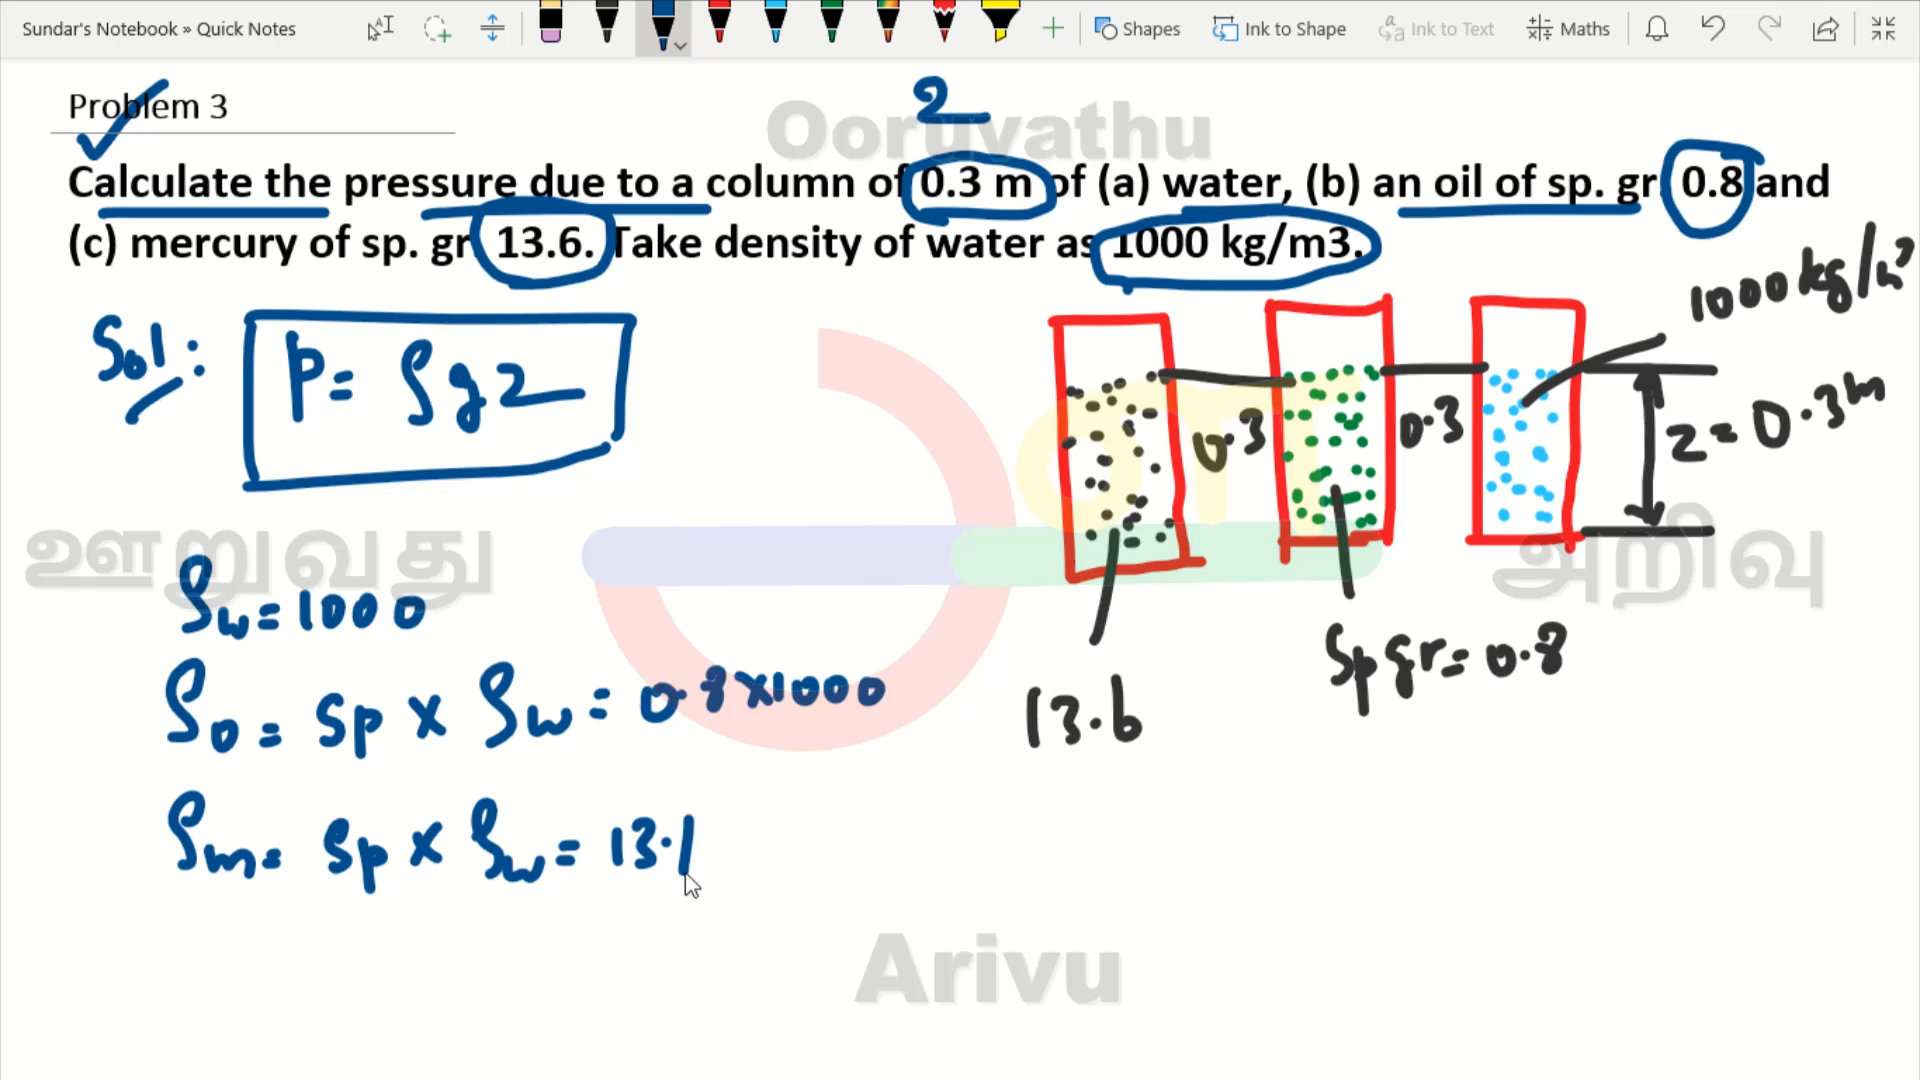 Sundar's Notebook » Quick Notes
Shapes
Ink to Shape
Ink to Text
Maths
Problem 3
2
Ooruvathu
Calculate the pressure due to a column of 0.3 m of (a) water, (b) an oil of sp. gr. 0.8 and
(c) mercury of sp. gr. 13.6. Take density of water as 1000 kg/m3.
1000 kg/m³
Sol:
P = ρgz
0.3
0.3
z = 0.3m
on
ஊறுவது
அறிவு
ρw = 1000
Sp gr = 0.8
ρo = Sp × ρw = 0.8×1000
13.6
ρm = Sp × ρw = 13.1
Arivu